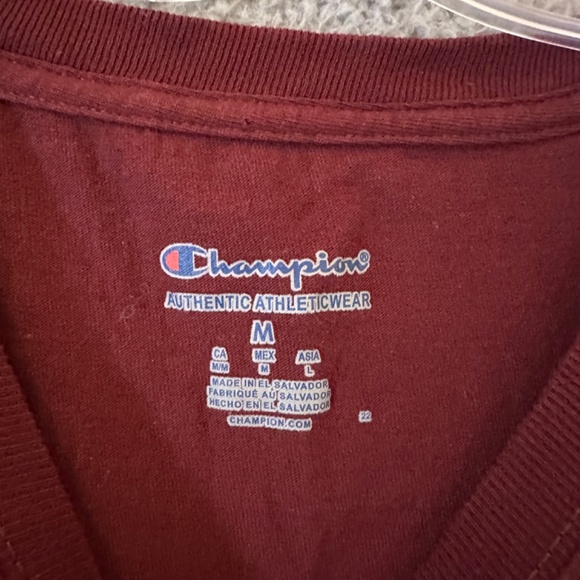 Champion®
AUTHENTIC ATHLETICWEAR
M
CA MEX ASIA
M/M M L
MADE IN EL SALVADOR
FABRIQUÉ AU SALVADOR
HECHO EN EL SALVADOR
CHAMPION.COM 22